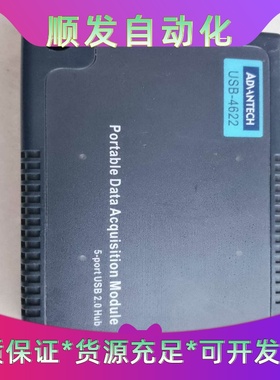 顺发自动化
ADVANTECH
USB-4622
Portable Data Acquisition Module
5-port USB 2.0 Hub
质保证*货源充足*可开发